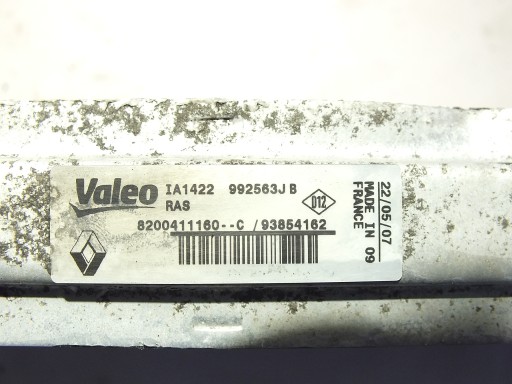 Valeo IA1422 992563J B
RAS
D12
8200411160--C /93854162
22/05/07
MADE IN 09
FRANCE